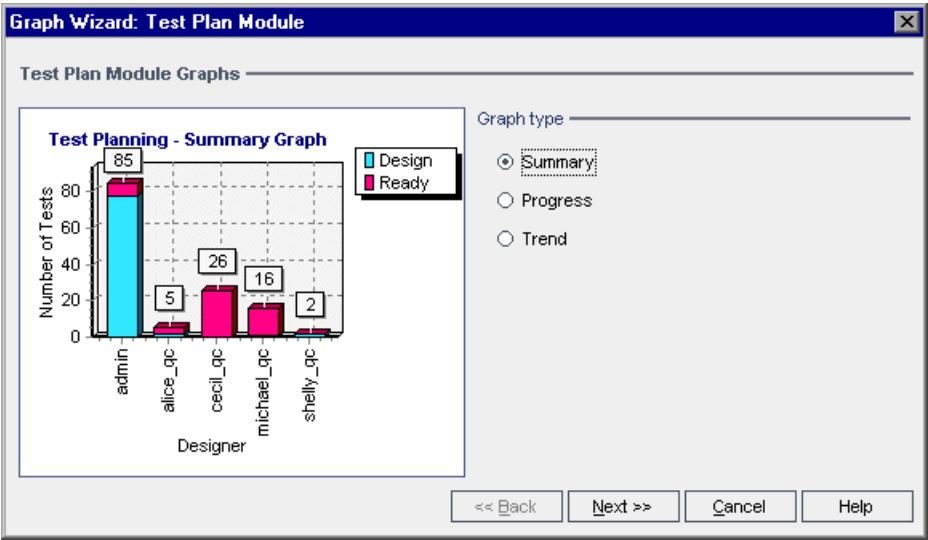 Graph Wizard: Test Plan Module
Test Plan Module Graphs
Test Planning - Summary Graph
85
Design
Ready
Number of Tests
80
60
40
20
0
5
26
16
2
admin
alice_qc
cecil_qc
michael_qc
shelly_qc
Designer
Graph type
Summary
Progress
Trend
<< Back
Next >>
Cancel
Help